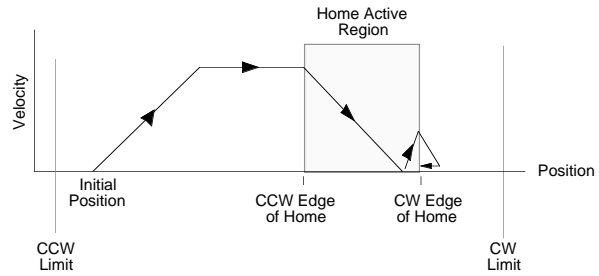 Home Active
Region
Velocity
Position
Initial
Position
CCW Edge
of Home
CW Edge
of Home
CCW
Limit
CW
Limit